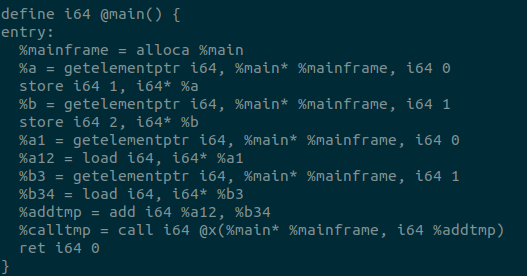 define i64 @main() {
entry:
  %mainframe = alloca %main
  %a = getelementptr i64, %main* %mainframe, i64 0
  store i64 1, i64* %a
  %b = getelementptr i64, %main* %mainframe, i64 1
  store i64 2, i64* %b
  %a1 = getelementptr i64, %main* %mainframe, i64 0
  %a12 = load i64, i64* %a1
  %b3 = getelementptr i64, %main* %mainframe, i64 1
  %b34 = load i64, i64* %b3
  %addtmp = add i64 %a12, %b34
  %calltmp = call i64 @x(%main* %mainframe, i64 %addtmp)
  ret i64 0
}